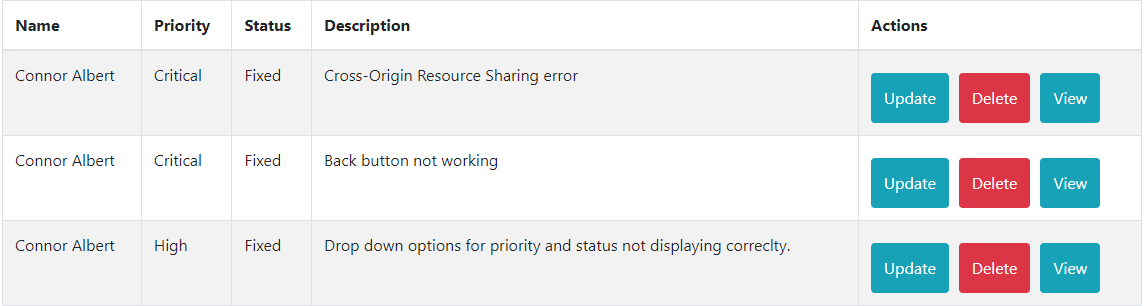 Name Priority Status Description Actions
Connor Albert Critical Fixed Cross-Origin Resource Sharing error
Update Delete View
Connor Albert Critical Fixed Back button not working
Update Delete View
Connor Albert High Fixed Drop down options for priority and status not displaying correclty.
Update Delete View